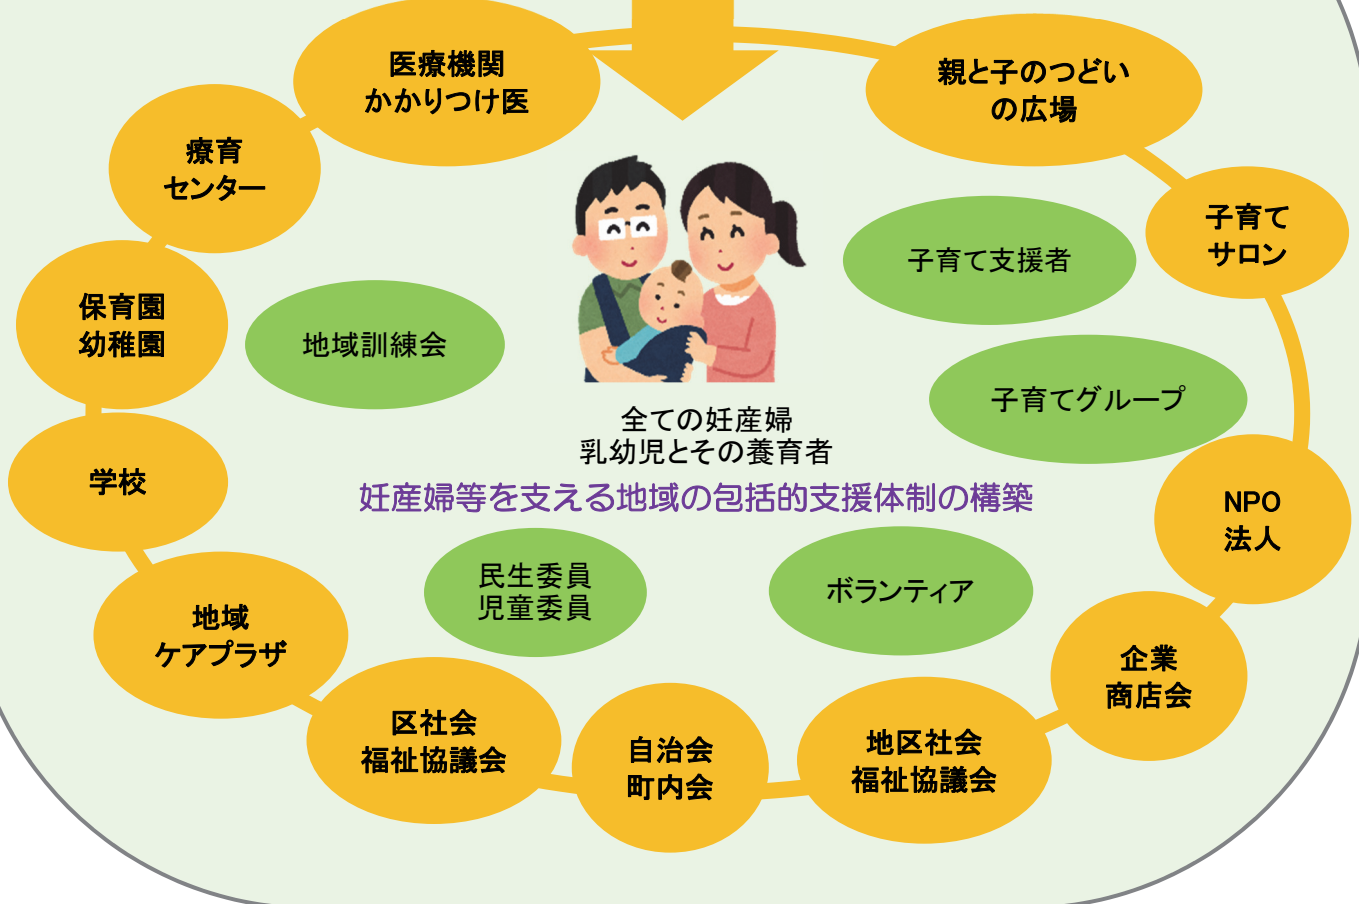 医療機関
かかりつけ医
親と子のつどい
の広場
療育
センター
子育て
サロン
子育て支援者
保育園
幼稚園
地域訓練会
子育てグループ
全ての妊産婦
乳幼児とその養育者
学校
妊産婦等を支える地域の包括的支援体制の構築
NPO
法人
民生委員
児童委員
ボランティア
地域
ケアプラザ
企業
商店会
区社会
福祉協議会
自治会
町内会
地区社会
福祉協議会